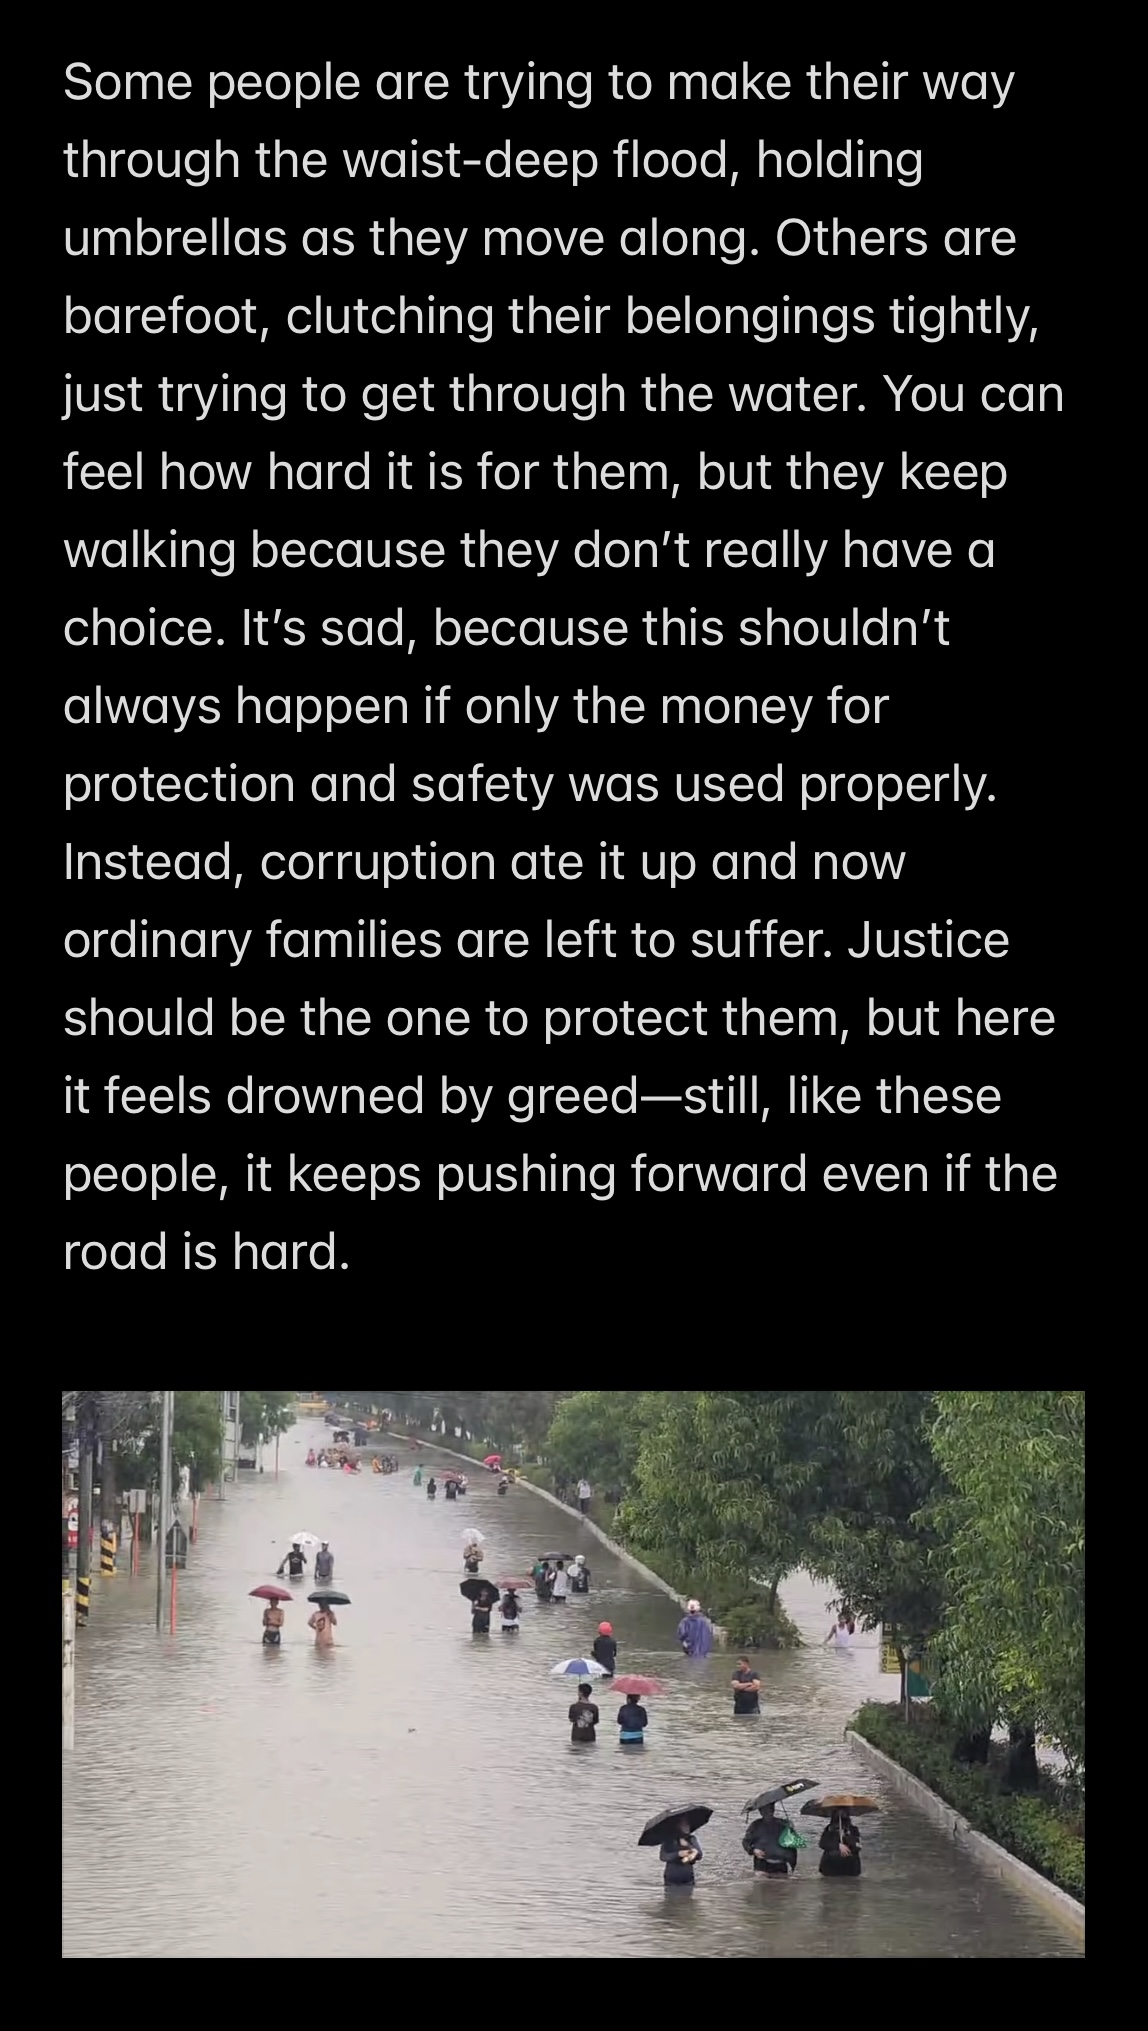 Some people are trying to make their way
through the waist-deep flood, holding
umbrellas as they move along. Others are
barefoot, clutching their belongings tightly,
just trying to get through the water. You can
feel how hard it is for them, but they keep
walking because they don’t really have a
choice. It’s sad, because this shouldn’t
always happen if only the money for
protection and safety was used properly.
Instead, corruption ate it up and now
ordinary families are left to suffer. Justice
should be the one to protect them, but here
it feels drowned by greed—still, like these
people, it keeps pushing forward even if the
road is hard.